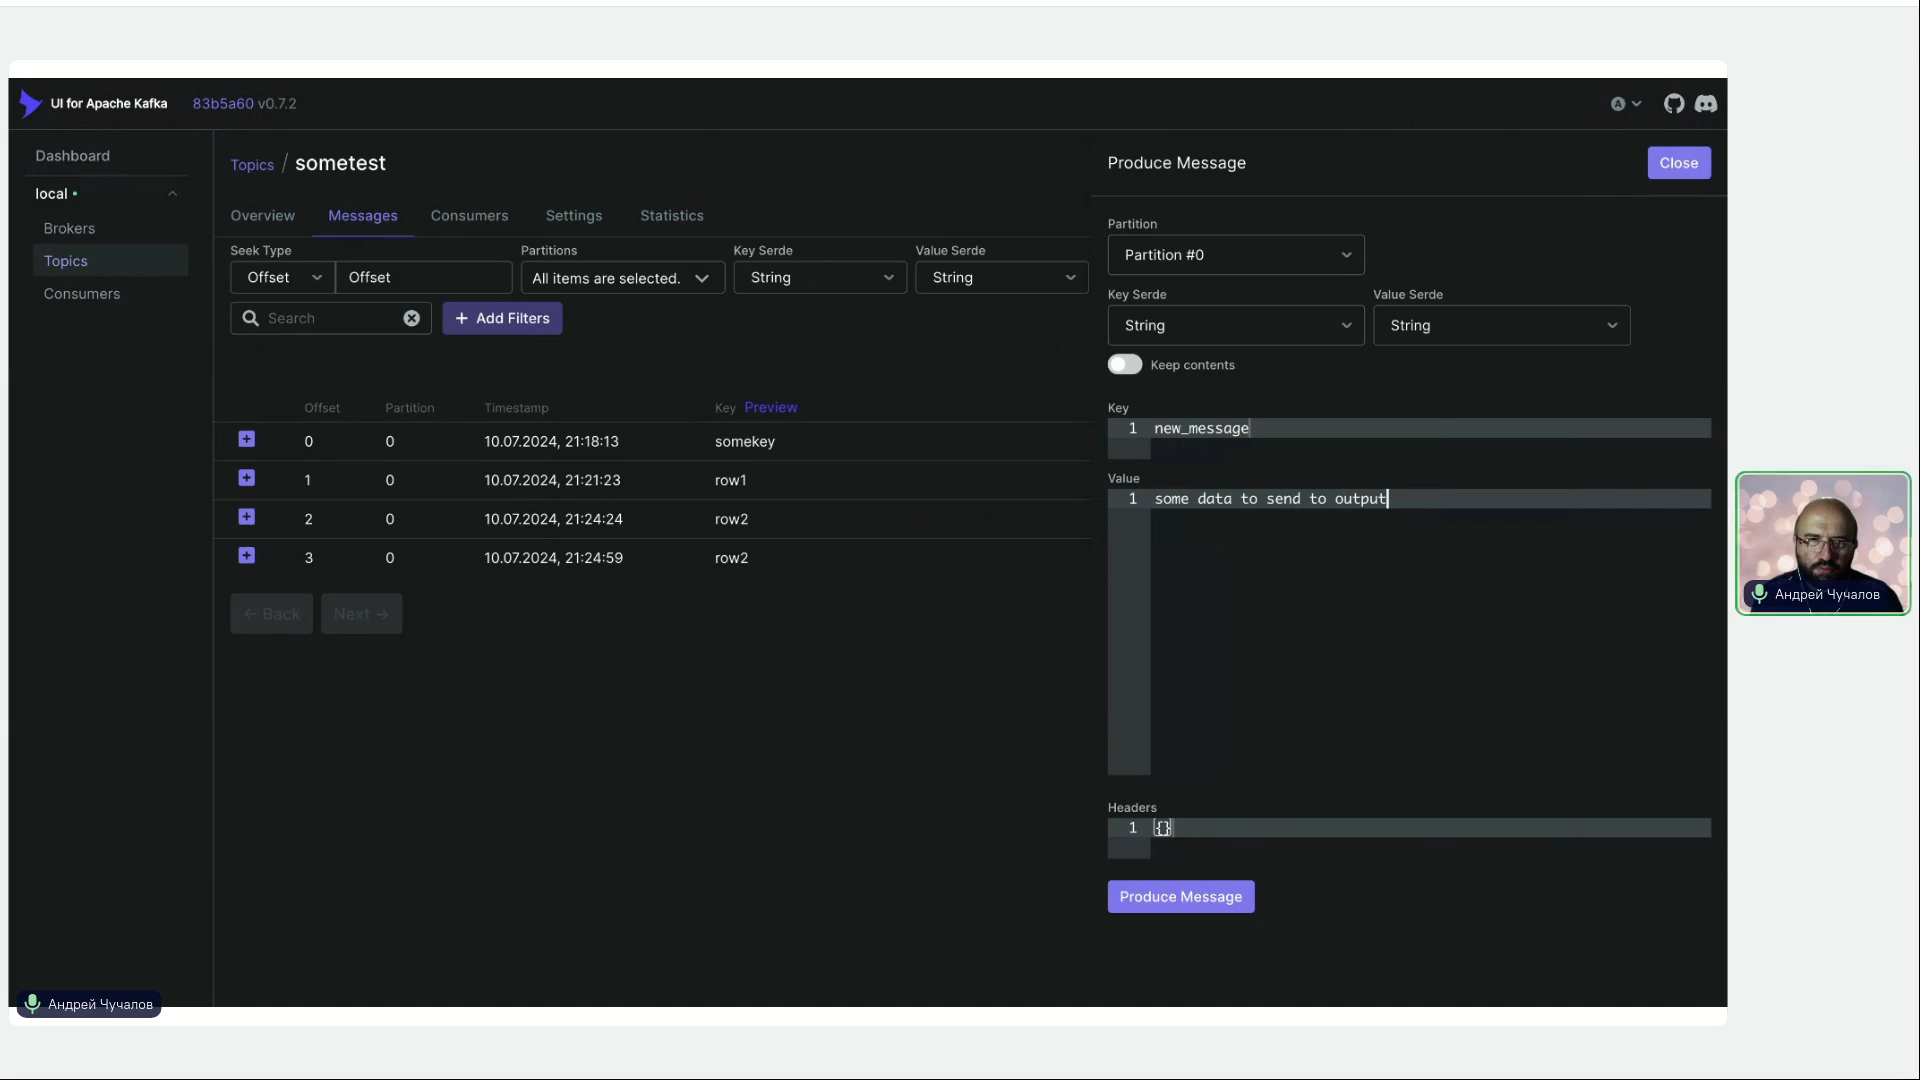 UI for Apache Kafka 83b5a60 v0.7.2
A
Dashboard
local
Brokers
Topics
Consumers
Topics / sometest
Overview Messages Consumers Settings Statistics
Seek Type Partitions Key Serde Value Serde
Offset Offset All items are selected. String String
Search + Add Filters
Offset Partition Timestamp Key Preview
0 0 10.07.2024, 21:18:13 somekey
1 0 10.07.2024, 21:21:23 row1
2 0 10.07.2024, 21:24:24 row2
3 0 10.07.2024, 21:24:59 row2
← Back Next →
Produce Message Close
Partition
Partition #0
Key Serde Value Serde
String String
Keep contents
Key
1 new_message
Value
1 some data to send to output
Headers
1 {}
Produce Message
Андрей Чучалов
Андрей Чучалов